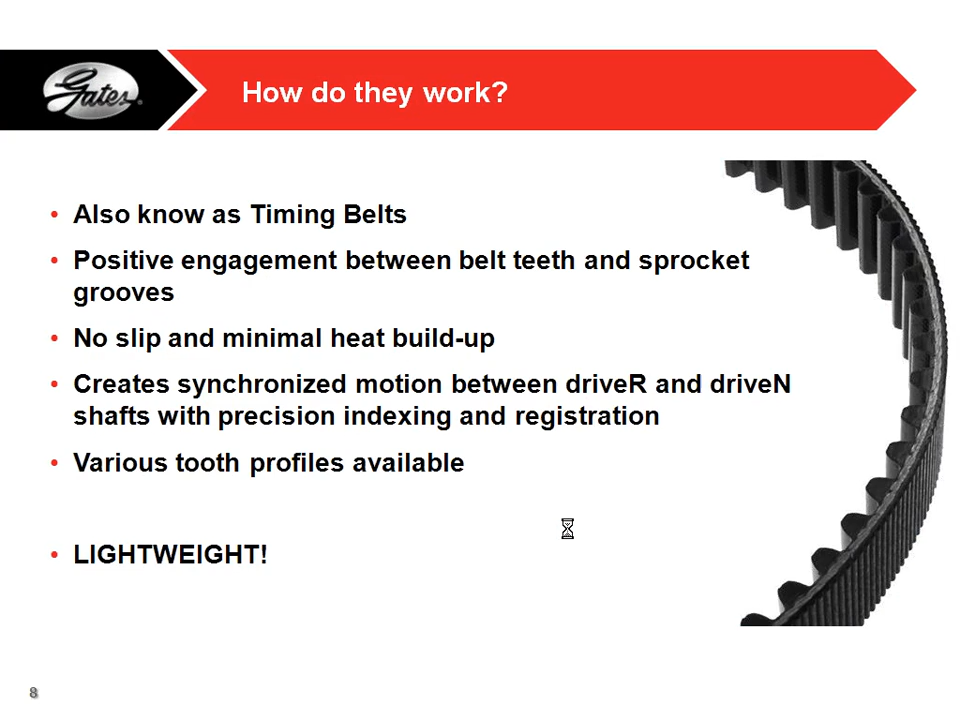 Gates®
How do they work?
• Also know as Timing Belts
• Positive engagement between belt teeth and sprocket
grooves
• No slip and minimal heat build-up
• Creates synchronized motion between driveR and driveN
shafts with precision indexing and registration
• Various tooth profiles available
• LIGHTWEIGHT!
8